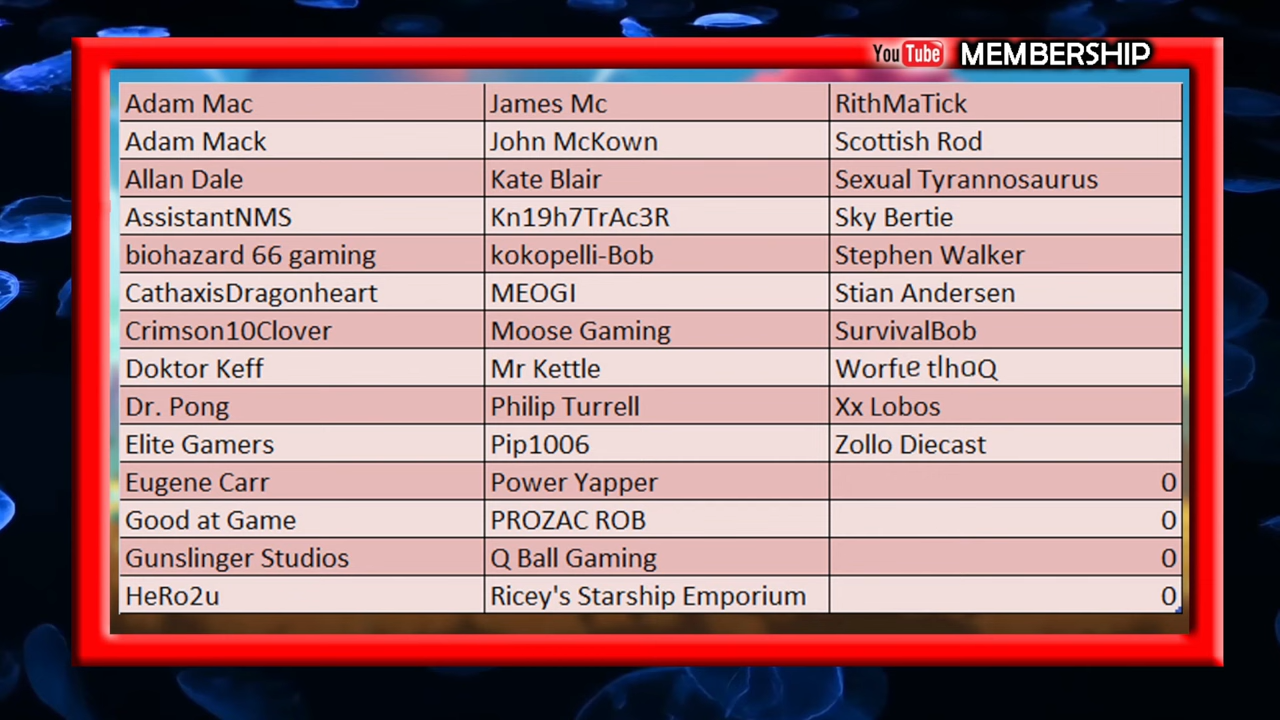 YouTube MEMBERSHIP
Adam Mac James Mc RithMaTick
Adam Mack John McKown Scottish Rod
Allan Dale Kate Blair Sexual Tyrannosaurus
AssistantNMS Kn19h7TrAc3R Sky Bertie
biohazard 66 gaming kokopelli-Bob Stephen Walker
CathaxisDragonheart MEOGI Stian Andersen
Crimson10Clover Moose Gaming SurvivalBob
Doktor Keff Mr Kettle Worfιe tlhαQ
Dr. Pong Philip Turrell Xx Lobos
Elite Gamers Pip1006 Zollo Diecast
Eugene Carr Power Yapper 0
Good at Game PROZAC ROB 0
Gunslinger Studios Q Ball Gaming 0
HeRo2u Ricey's Starship Emporium 0